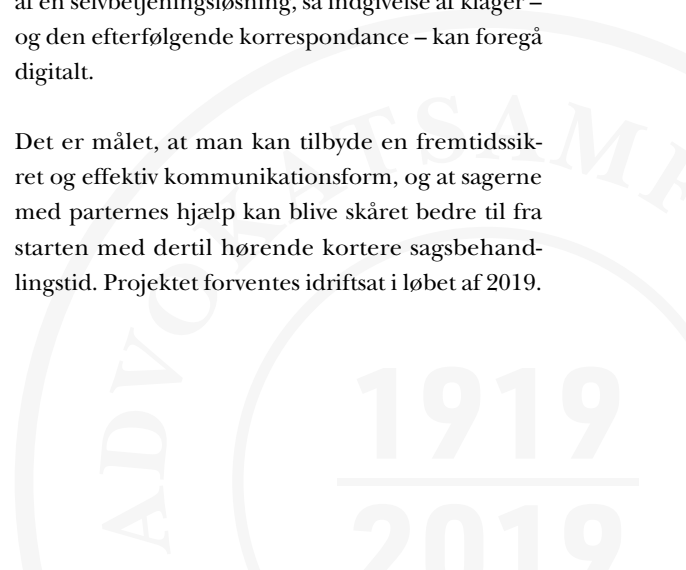 af en selvbetjeningsløsning, så indgivelse af klager –
og den efterfølgende korrespondance – kan foregå
digitalt.
Det er målet, at man kan tilbyde en fremtidssik-
ret og effektiv kommunikationsform, og at sagerne
med parternes hjælp kan blive skåret bedre til fra
starten med dertil hørende kortere sagsbehand-
lingstid. Projektet forventes idriftsat i løbet af 2019.
ADVOKATSAMF
1919
2019